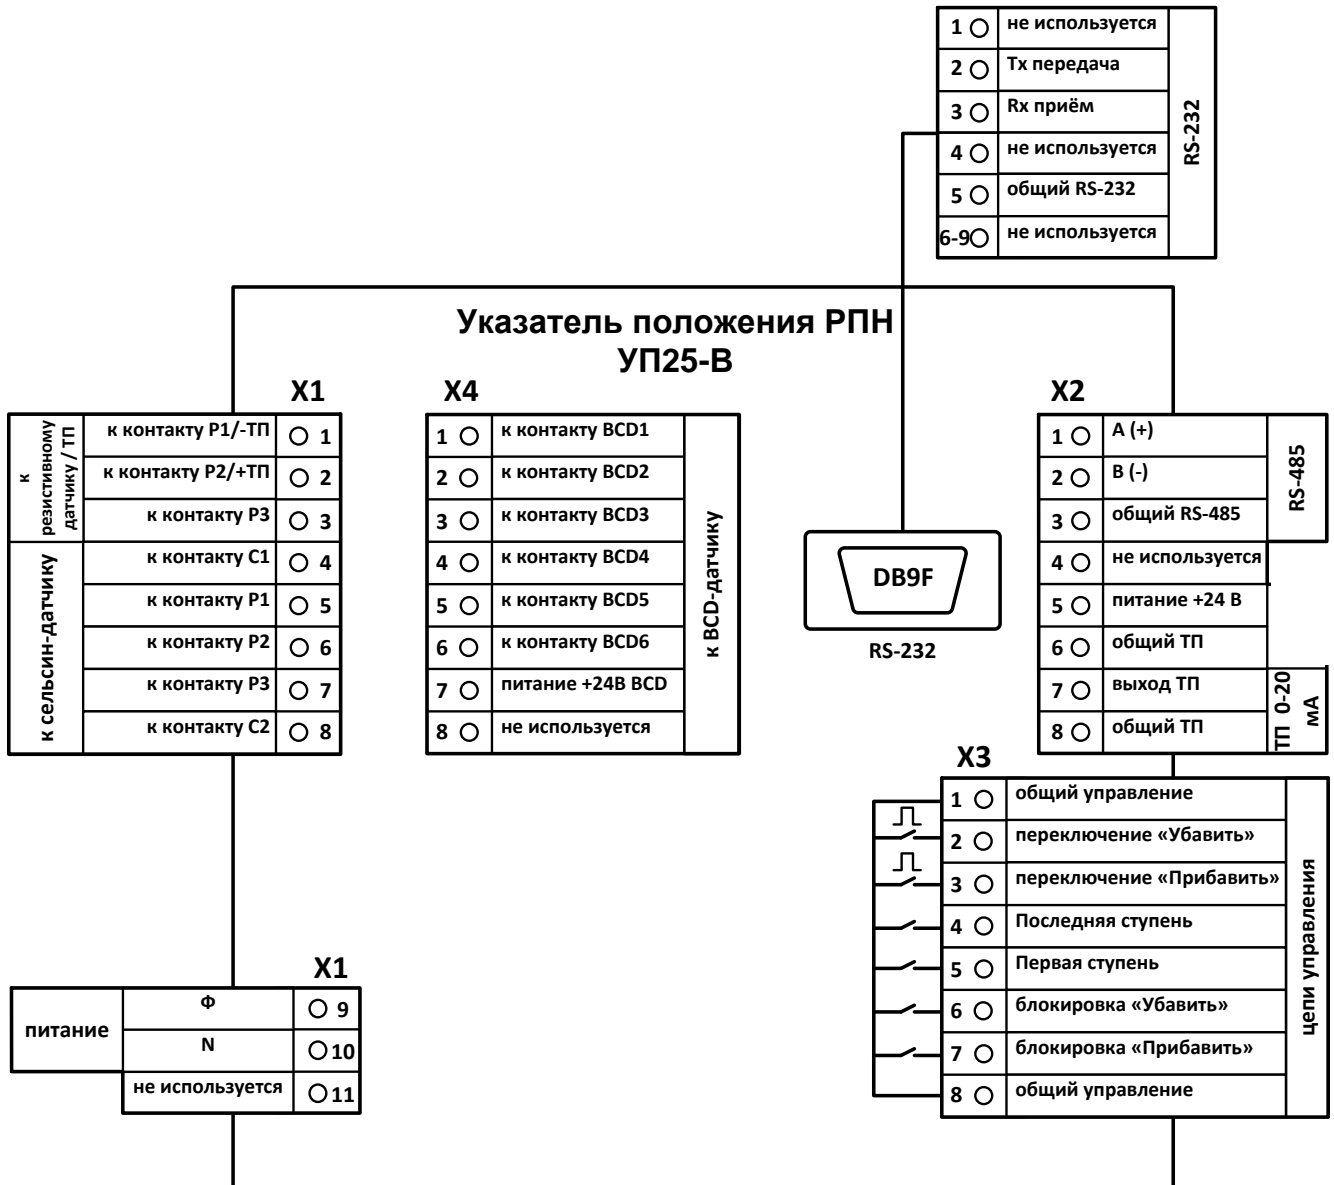 1 не используется
2 Tx передача
3 Rx приём
4 не используется
5 общий RS-232
6-9 не используется
RS-232
Указатель положения РПН
УП25-В
X1
к резистивному датчику / ТП
к контакту Р1/-ТП 1
к контакту Р2/+ТП 2
к контакту Р3 3
к сельсин-датчику
к контакту С1 4
к контакту Р1 5
к контакту Р2 6
к контакту Р3 7
к контакту С2 8
X4
1 к контакту BCD1
2 к контакту BCD2
3 к контакту BCD3
4 к контакту BCD4
5 к контакту BCD5
6 к контакту BCD6
7 питание +24В BCD
8 не используется
к BCD-датчику
DB9F
RS-232
X2
1 А (+)
2 В (-)
3 общий RS-485
RS-485
4 не используется
5 питание +24 В
6 общий ТП
7 выход ТП
8 общий ТП
ТП 0-20
мА
X3
1 общий управление
2 переключение «Убавить»
3 переключение «Прибавить»
4 Последняя ступень
5 Первая ступень
6 блокировка «Убавить»
7 блокировка «Прибавить»
8 общий управление
цепи управления
X1
питание
Ф 9
N 10
не используется 11